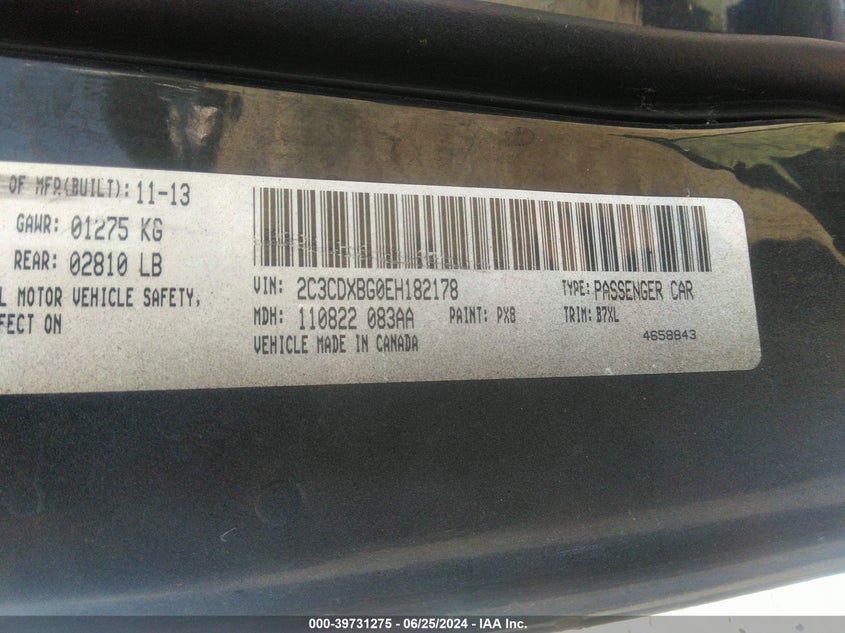 OF MFR(BUILT): 11-13
GAWR: 01275 KG
REAR: 02810 LB
L MOTOR VEHICLE SAFETY,
FFECT ON
VIN: 2C3CDXBG0EH182178 TYPE: PASSENGER CAR
MDH: 110822 083AA PAINT: PX8 TRIM: B7XL
VEHICLE MADE IN CANADA 4658843
000-39731275 - 06/25/2024 - IAA Inc.